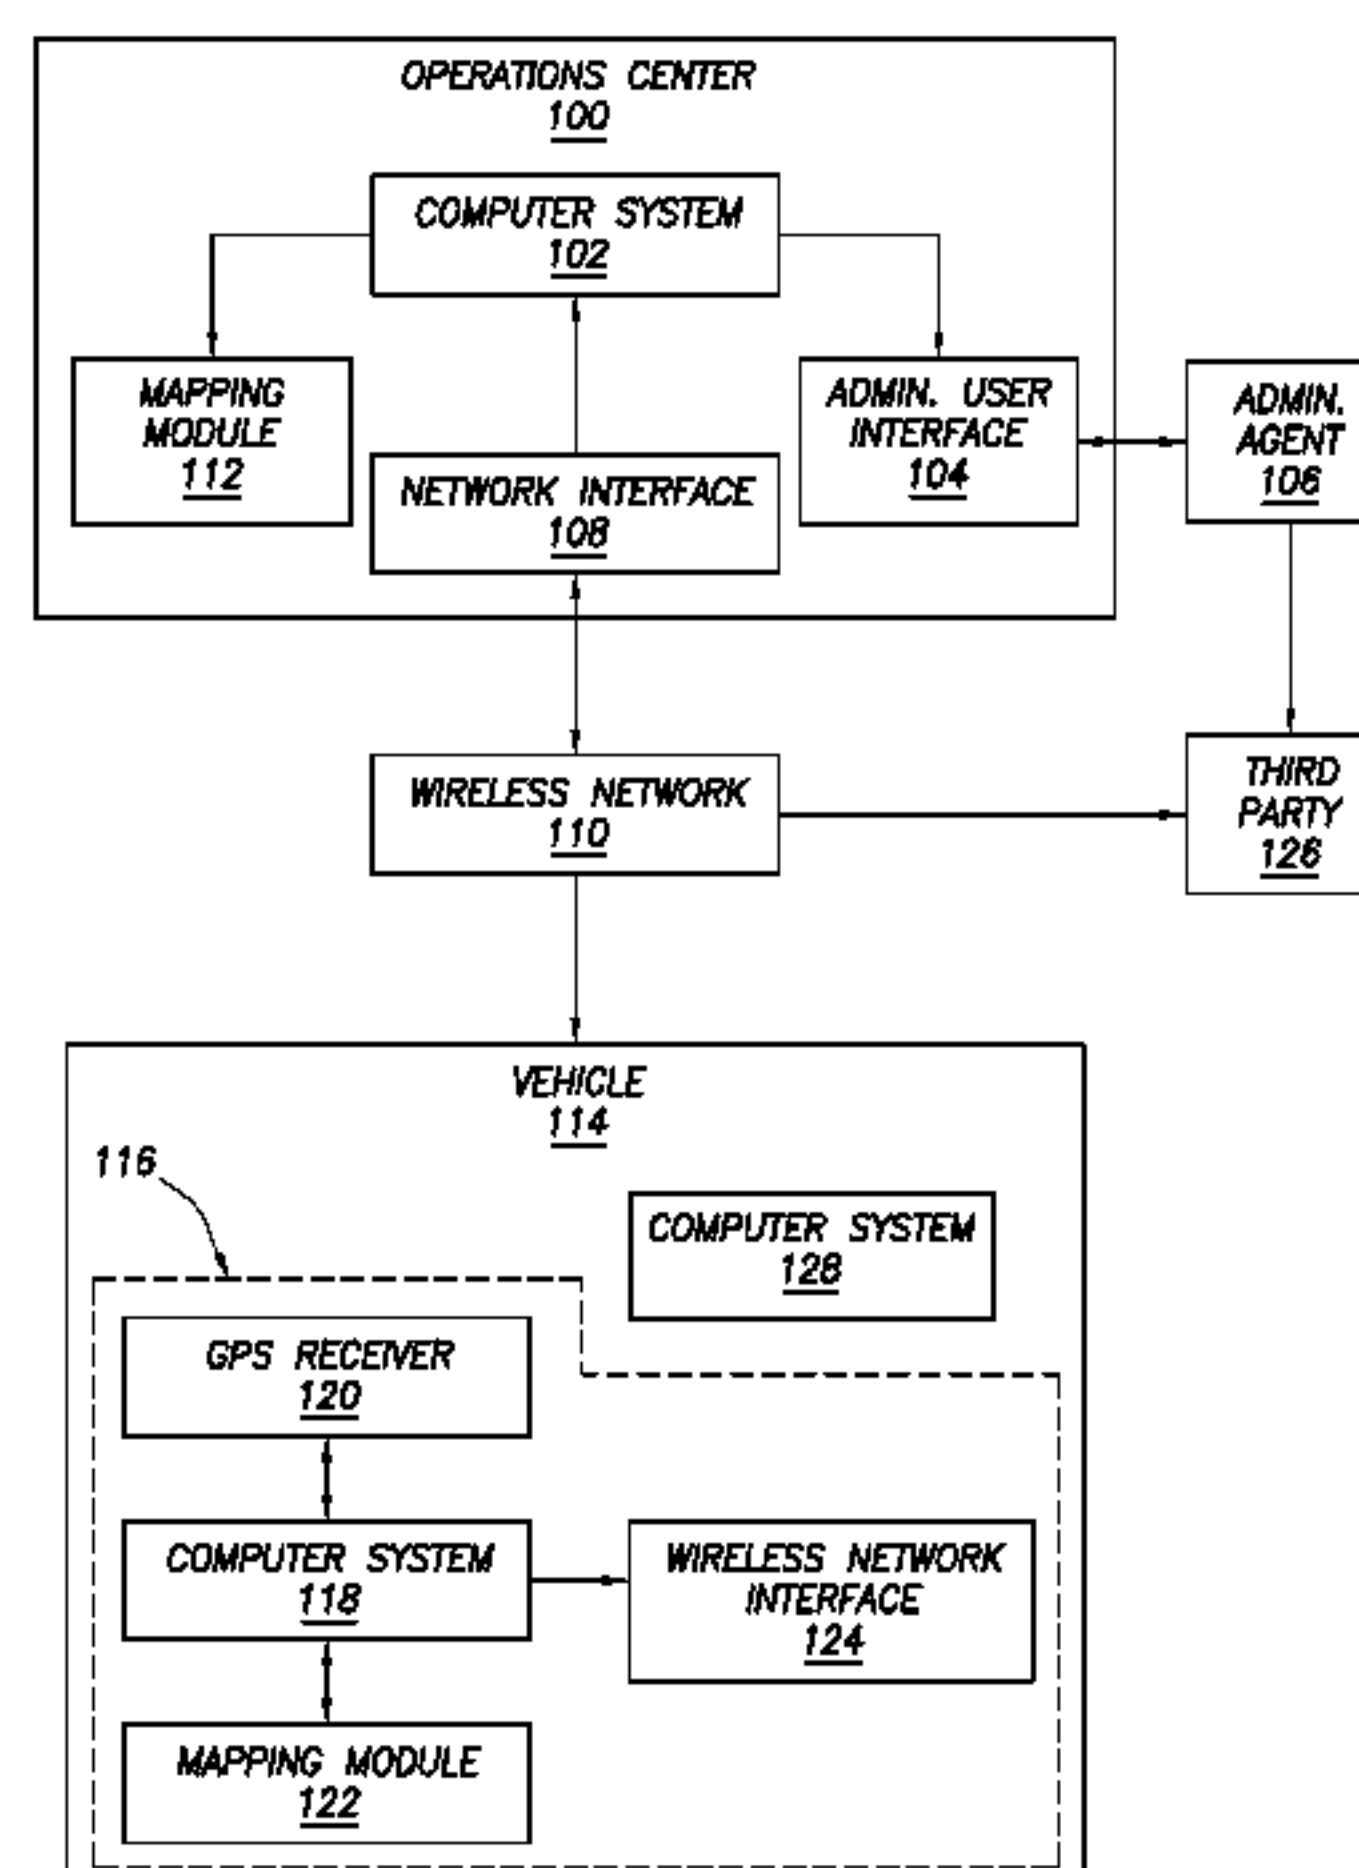 OPERATIONS CENTER
100
COMPUTER SYSTEM
102
MAPPING
MODULE
112
NETWORK INTERFACE
108
ADMIN. USER
INTERFACE
104
ADMIN.
AGENT
106
WIRELESS NETWORK
110
THIRD
PARTY
126
VEHICLE
114
116
COMPUTER SYSTEM
128
GPS RECEIVER
120
COMPUTER SYSTEM
118
WIRELESS NETWORK
INTERFACE
124
MAPPING MODULE
122